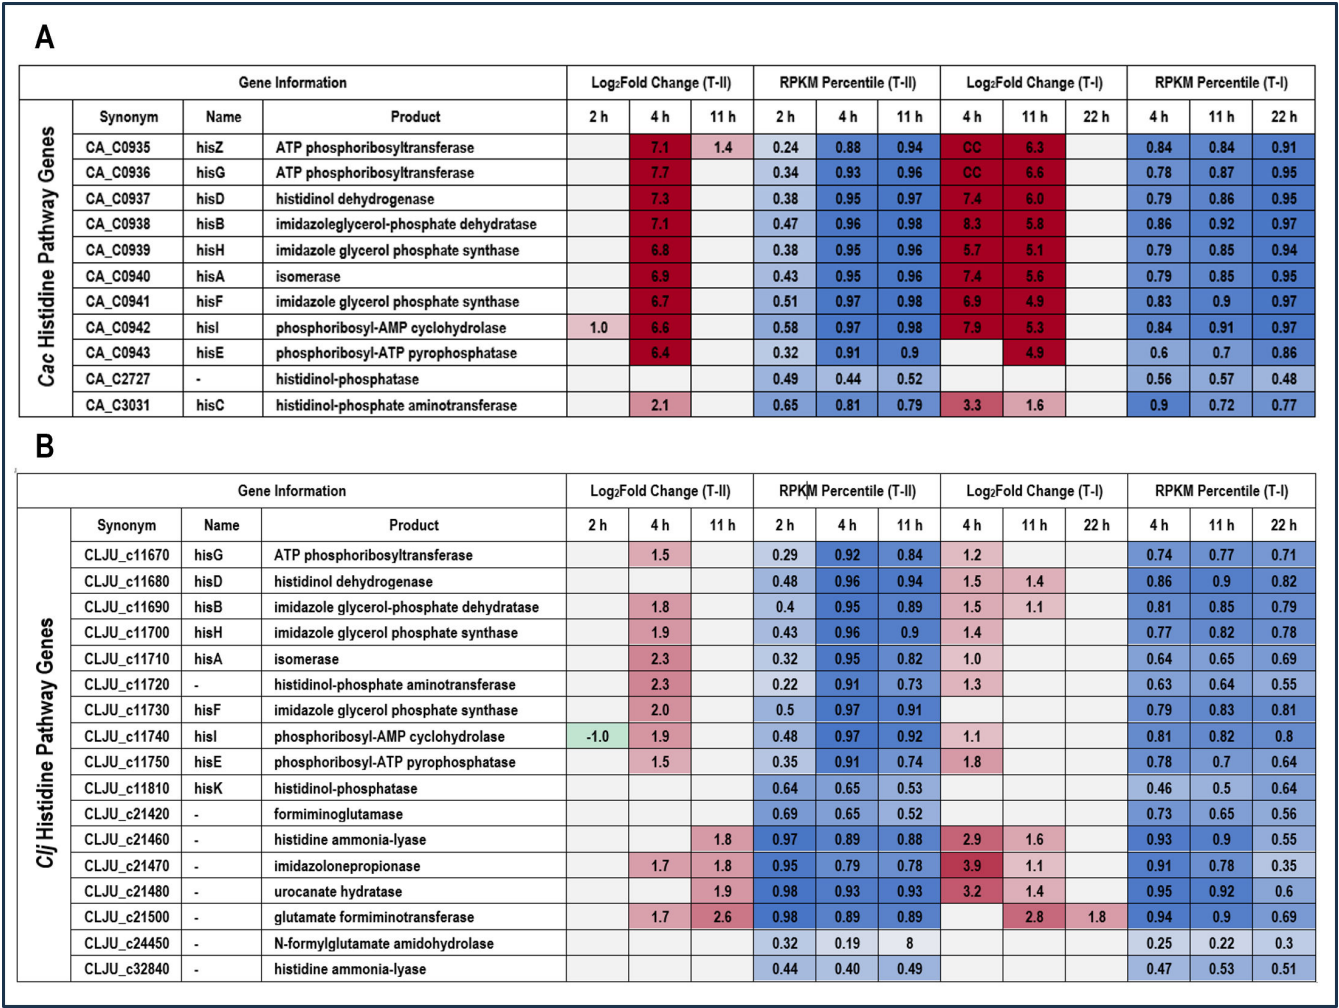 A
Gene Information Log2Fold Change (T-II) RPKM Percentile (T-II) Log2Fold Change (T-I) RPKM Percentile (T-I)
Cac Histidine Pathway Genes
Synonym Name Product 2 h 4 h 11 h 2 h 4 h 11 h 4 h 11 h 22 h 4 h 11 h 22 h
CA_C0935 hisZ ATP phosphoribosyltransferase 7.1 1.4 0.24 0.88 0.94 CC 6.3 0.84 0.84 0.91
CA_C0936 hisG ATP phosphoribosyltransferase 7.7 0.34 0.93 0.96 CC 6.6 0.78 0.87 0.95
CA_C0937 hisD histidinol dehydrogenase 7.3 0.38 0.95 0.97 7.4 6.0 0.79 0.86 0.95
CA_C0938 hisB imidazoleglycerol-phosphate dehydratase 7.1 0.47 0.96 0.98 8.3 5.8 0.86 0.92 0.97
CA_C0939 hisH imidazole glycerol phosphate synthase 6.8 0.38 0.95 0.96 5.7 5.1 0.79 0.85 0.94
CA_C0940 hisA isomerase 6.9 0.43 0.95 0.96 7.4 5.6 0.79 0.85 0.95
CA_C0941 hisF imidazole glycerol phosphate synthase 6.7 0.51 0.97 0.98 6.9 4.9 0.83 0.9 0.97
CA_C0942 hisI phosphoribosyl-AMP cyclohydrolase 1.0 6.6 0.58 0.97 0.98 7.9 5.3 0.84 0.91 0.97
CA_C0943 hisE phosphoribosyl-ATP pyrophosphatase 6.4 0.32 0.91 0.9 4.9 0.6 0.7 0.86
CA_C2727 - histidinol-phosphatase 0.49 0.44 0.52 0.56 0.57 0.48
CA_C3031 hisC histidinol-phosphate aminotransferase 2.1 0.65 0.81 0.79 3.3 1.6 0.9 0.72 0.77
B
Gene Information Log2Fold Change (T-II) RPKM Percentile (T-II) Log2Fold Change (T-I) RPKM Percentile (T-I)
Clj Histidine Pathway Genes
Synonym Name Product 2 h 4 h 11 h 2 h 4 h 11 h 4 h 11 h 22 h 4 h 11 h 22 h
CLJU_c11670 hisG ATP phosphoribosyltransferase 1.5 0.29 0.92 0.84 1.2 0.74 0.77 0.71
CLJU_c11680 hisD histidinol dehydrogenase 0.48 0.96 0.94 1.5 1.4 0.86 0.9 0.82
CLJU_c11690 hisB imidazole glycerol-phosphate dehydratase 1.8 0.4 0.95 0.89 1.5 1.1 0.81 0.85 0.79
CLJU_c11700 hisH imidazole glycerol phosphate synthase 1.9 0.43 0.96 0.9 1.4 0.77 0.82 0.78
CLJU_c11710 hisA isomerase 2.3 0.32 0.95 0.82 1.0 0.64 0.65 0.69
CLJU_c11720 - histidinol-phosphate aminotransferase 2.3 0.22 0.91 0.73 1.3 0.63 0.64 0.55
CLJU_c11730 hisF imidazole glycerol phosphate synthase 2.0 0.5 0.97 0.91 0.79 0.83 0.81
CLJU_c11740 hisI phosphoribosyl-AMP cyclohydrolase -1.0 1.9 0.48 0.97 0.92 1.1 0.81 0.82 0.8
CLJU_c11750 hisE phosphoribosyl-ATP pyrophosphatase 1.5 0.35 0.91 0.74 1.8 0.78 0.7 0.64
CLJU_c11810 hisK histidinol-phosphatase 0.64 0.65 0.53 0.46 0.5 0.64
CLJU_c21420 - formiminoglutamase 0.69 0.65 0.52 0.73 0.65 0.56
CLJU_c21460 - histidine ammonia-lyase 1.8 0.97 0.89 0.88 2.9 1.6 0.93 0.9 0.55
CLJU_c21470 - imidazolonepropionase 1.7 1.8 0.95 0.79 0.78 3.9 1.1 0.91 0.78 0.35
CLJU_c21480 - urocanate hydratase 1.9 0.98 0.93 0.93 3.2 1.4 0.95 0.92 0.6
CLJU_c21500 - glutamate formiminotransferase 1.7 2.6 0.98 0.89 0.89 2.8 1.8 0.94 0.9 0.69
CLJU_c24450 - N-formylglutamate amidohydrolase 0.32 0.19 8 0.25 0.22 0.3
CLJU_c32840 - histidine ammonia-lyase 0.44 0.40 0.49 0.47 0.53 0.51